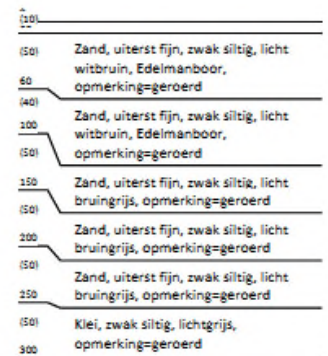 (10)
(50) Zand, uiterst fijn, zwak siltig, licht
witbruin, Edelmanboor,
60 opmerking=geroerd
(40)
Zand, uiterst fijn, zwak siltig, licht
100 witbruin, Edelmanboor,
(50) opmerking=geroerd
150 Zand, uiterst fijn, zwak siltig, licht
(50) bruingrijs, opmerking=geroerd
200 Zand, uiterst fijn, zwak siltig, licht
(50) bruingrijs, opmerking=geroerd
Zand, uiterst fijn, zwak siltig, licht
250 bruingrijs, opmerking=geroerd
(50) Klei, zwak siltig, lichtgrijs,
300 opmerking=geroerd